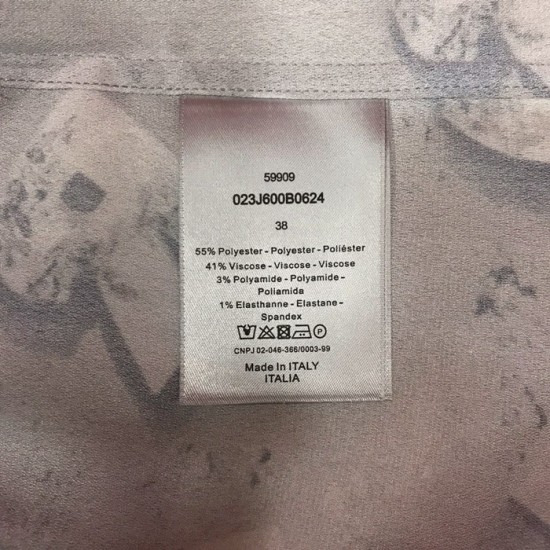 59909
023J600B0624
38
55% Polyester - Polyester - Poliéster
41% Viscose - Viscose - Viscose
3% Polyamide - Polyamide -
Poliamida
1% Elasthanne - Elastane -
Spandex
CNPJ 02-046-366/0003-99
Made In ITALY
ITALIA